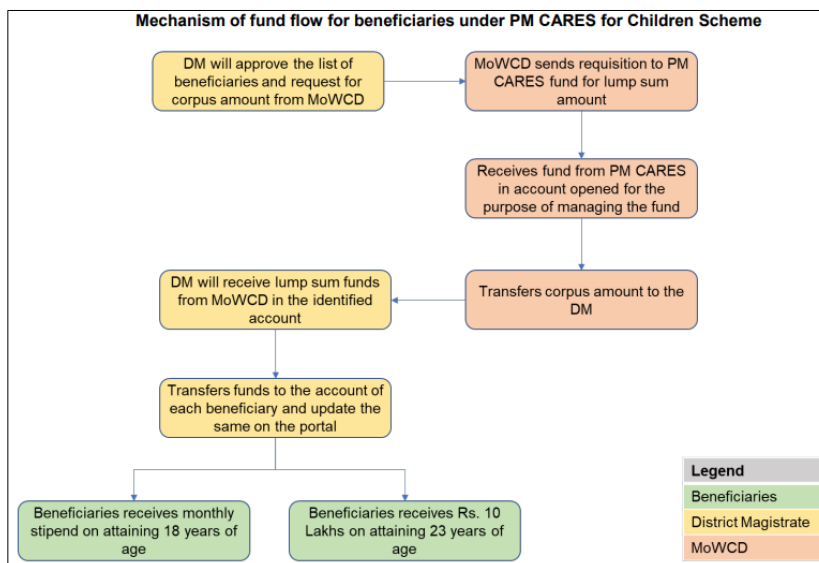 Mechanism of fund flow for beneficiaries under PM CARES for Children Scheme
DM will approve the list
of beneficiaries and request for
corpus amount from MoWCD
MoWCD sends requisition to PM
CARES fund for lump sum
amount
Receives fund from PM CARES
in account opened for the
purpose of managing the fund
Transfers corpus amount to the
DM
DM will receive lump sum funds
from MoWCD in the identified
account
Transfers funds to the account of
each beneficiary and update the
same on the portal
Beneficiaries receives monthly
stipend on attaining 18 years of
age
Beneficiaries receives Rs. 10
Lakhs on attaining 23 years of
age
Legend
Beneficiaries
District Magistrate
MoWCD